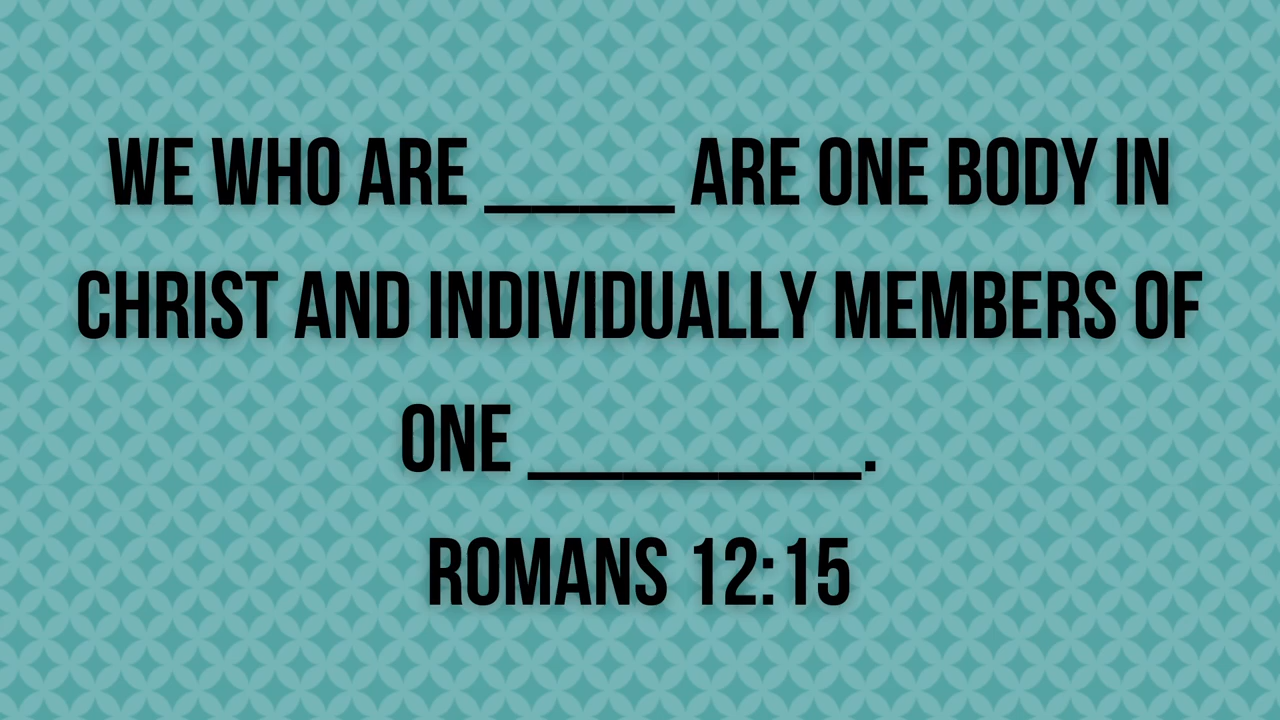 WE WHO ARE _____ ARE ONE BODY IN
CHRIST AND INDIVIDUALLY MEMBERS OF
ONE _________.
ROMANS 12:15